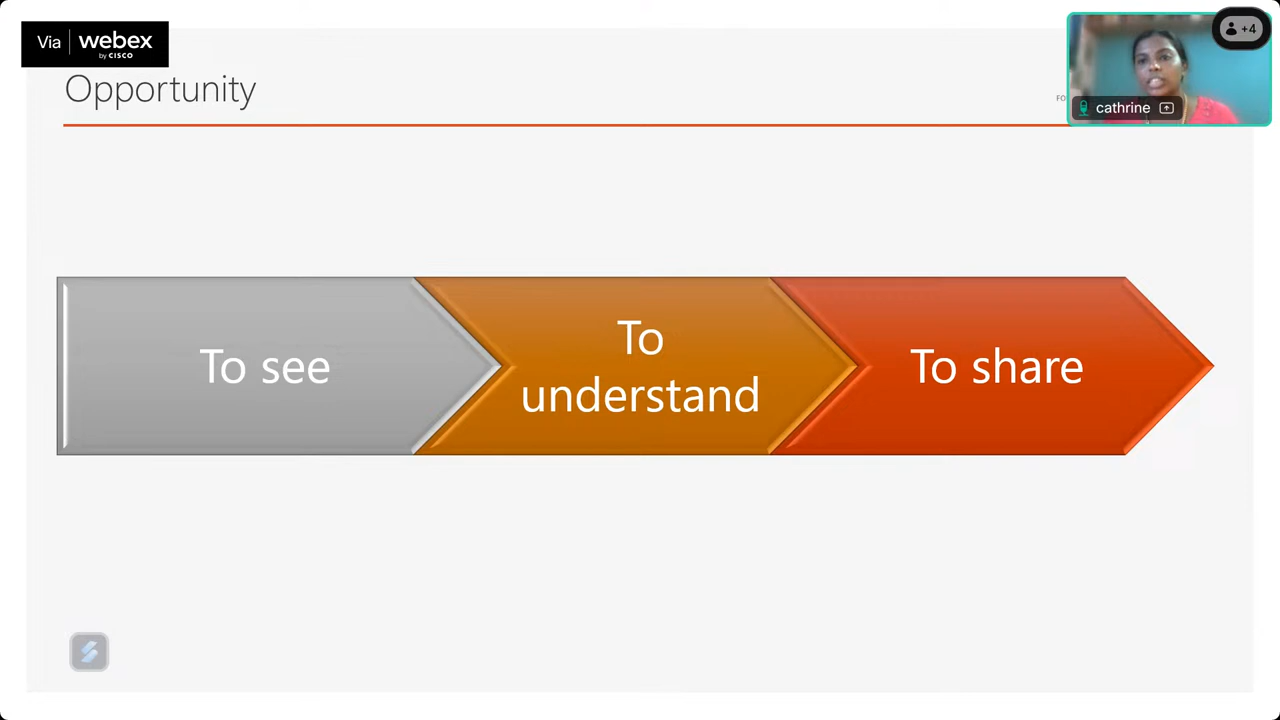 Via webex
by CISCO
+4
Opportunity
cathrine
To see
To
understand
To share